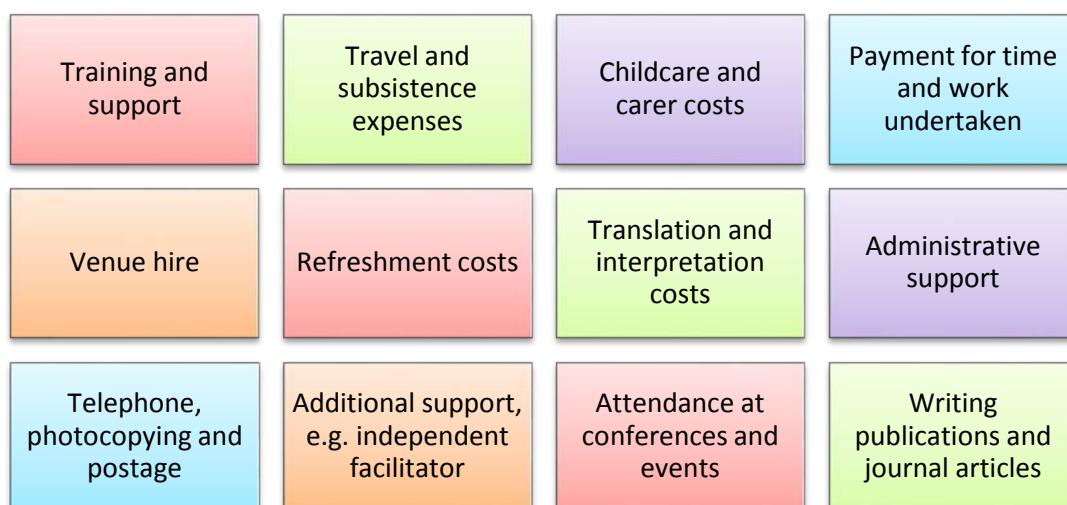 Training and
support
Travel and
subsistence
expenses
Childcare and
carer costs
Payment for time
and work
undertaken
Venue hire
Refreshment costs
Translation and
interpretation
costs
Administrative
support
Telephone,
photocopying and
postage
Additional support,
e.g. independent
facilitator
Attendance at
conferences and
events
Writing
publications and
journal articles